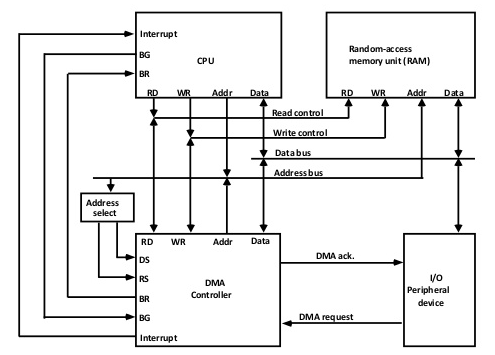 Interrupt
BG
CPU
BR
RD WR Addr Data
Random-access
memory unit (RAM)
RD WR Addr Data
Read control
Write control
Data bus
Address bus
Address
select
RD WR Addr Data
DS
RS
DMA
Controller
BR
BG
Interrupt
DMA ack.
DMA request
I/O
Peripheral
device